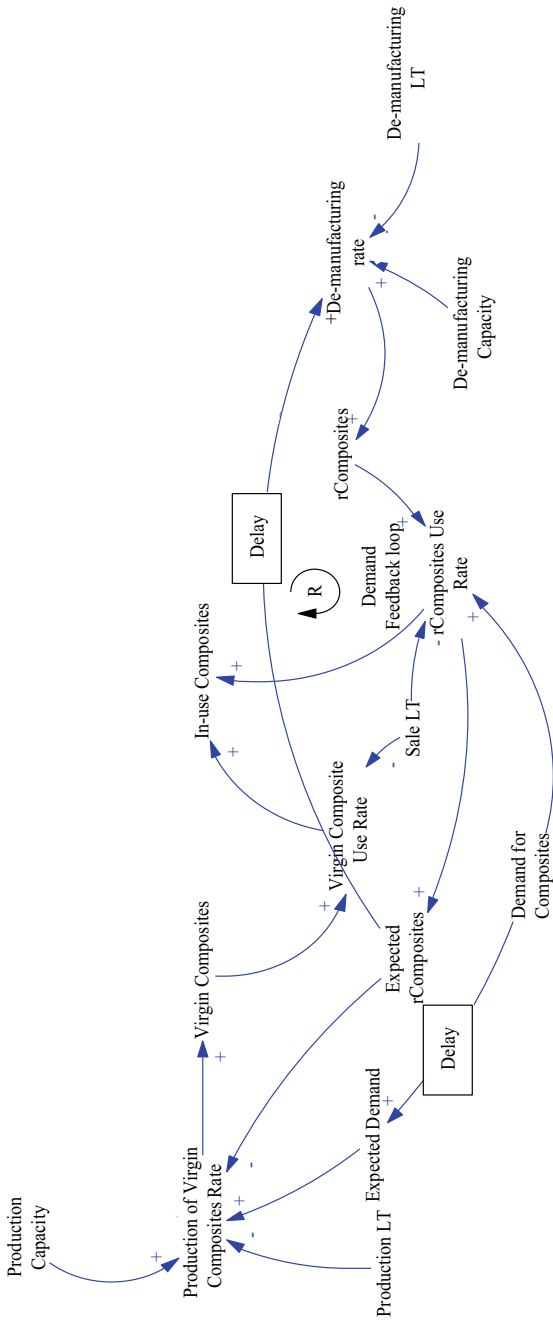 Production
Capacity
+
Production of Virgin
Composites Rate
-
+
-
Production LT
Expected Demand
+
Delay
Virgin Composites
+
Expected
rComposites
+
Demand for
Composites
+
Virgin Composite
Use Rate
+
-
Sale LT
-
In-use Composites
+
+
Delay
R
Demand
Feedback loop
+
rComposites Use
Rate
+
rComposites
+
+De-manufacturing
rate
-
+
De-manufacturing
Capacity
De-manufacturing
LT